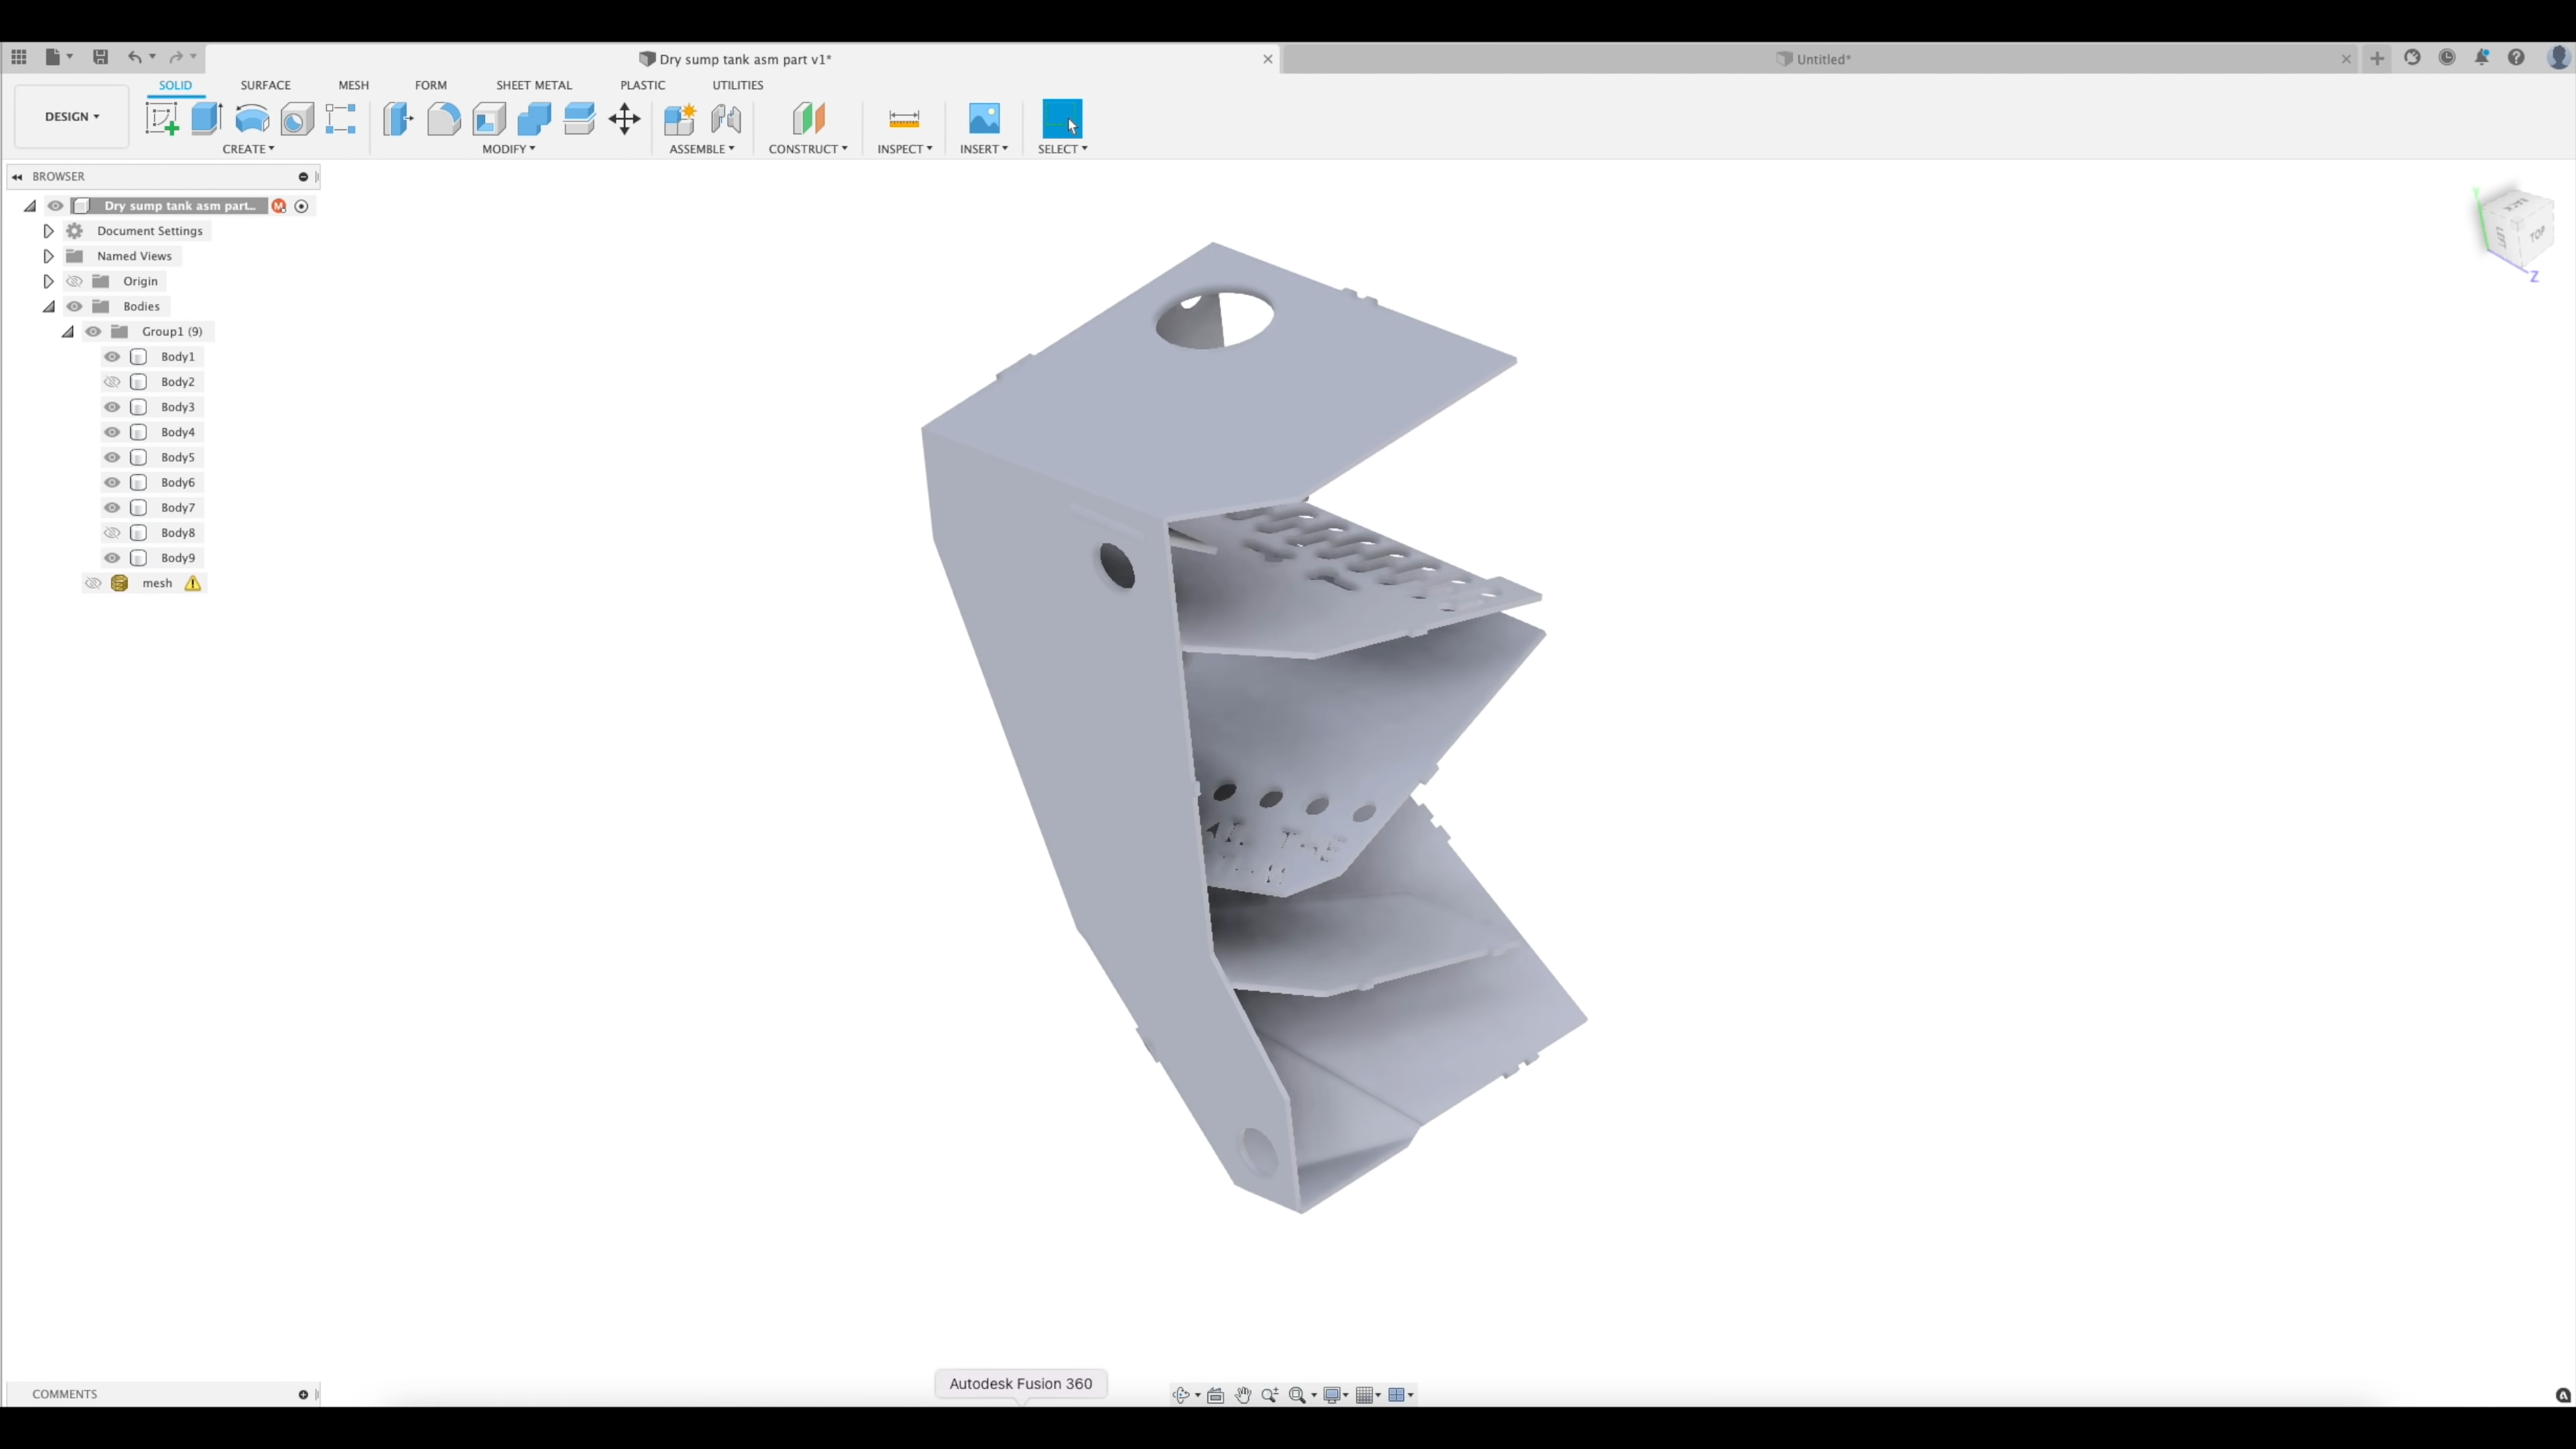 Dry sump tank asm part v1*
Untitled*
SOLID
SURFACE
MESH
FORM
SHEET METAL
PLASTIC
UTILITIES
DESIGN
CREATE
MODIFY
ASSEMBLE
CONSTRUCT
INSPECT
INSERT
SELECT
BROWSER
Dry sump tank asm part...
M
Document Settings
Named Views
Origin
Bodies
Group1 (9)
Body1
Body2
Body3
Body4
Body5
Body6
Body7
Body8
Body9
mesh
TOP
Z
COMMENTS
Autodesk Fusion 360